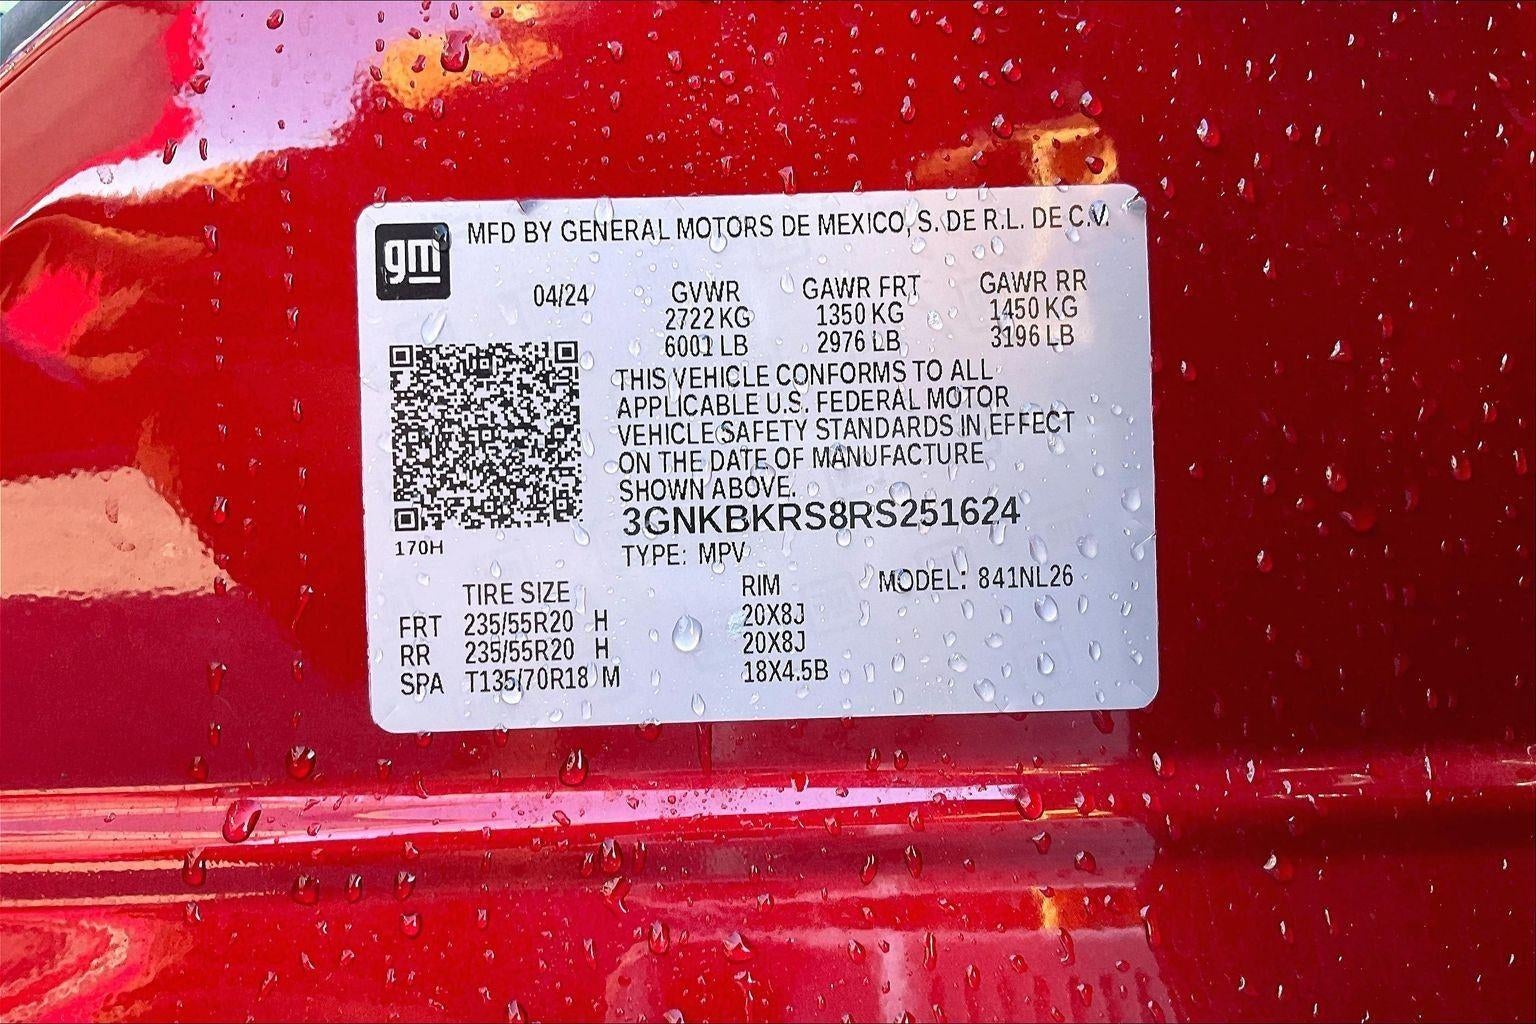 gm
MFD BY GENERAL MOTORS DE MEXICO, S. DE R.L. DE C.V.
04/24 GVWR GAWR FRT GAWR RR
2722 KG 1350 KG 1450 KG
6001 LB 2976 LB 3196 LB
THIS VEHICLE CONFORMS TO ALL
APPLICABLE U.S. FEDERAL MOTOR
VEHICLE SAFETY STANDARDS IN EFFECT
ON THE DATE OF MANUFACTURE
SHOWN ABOVE.
3GNKBKRS8RS251624
170H
TYPE: MPV
TIRE SIZE RIM MODEL: 841NL26
FRT 235/55R20 H 20X8J
RR 235/55R20 H 20X8J
SPA T135/70R18 M 18X4.5B